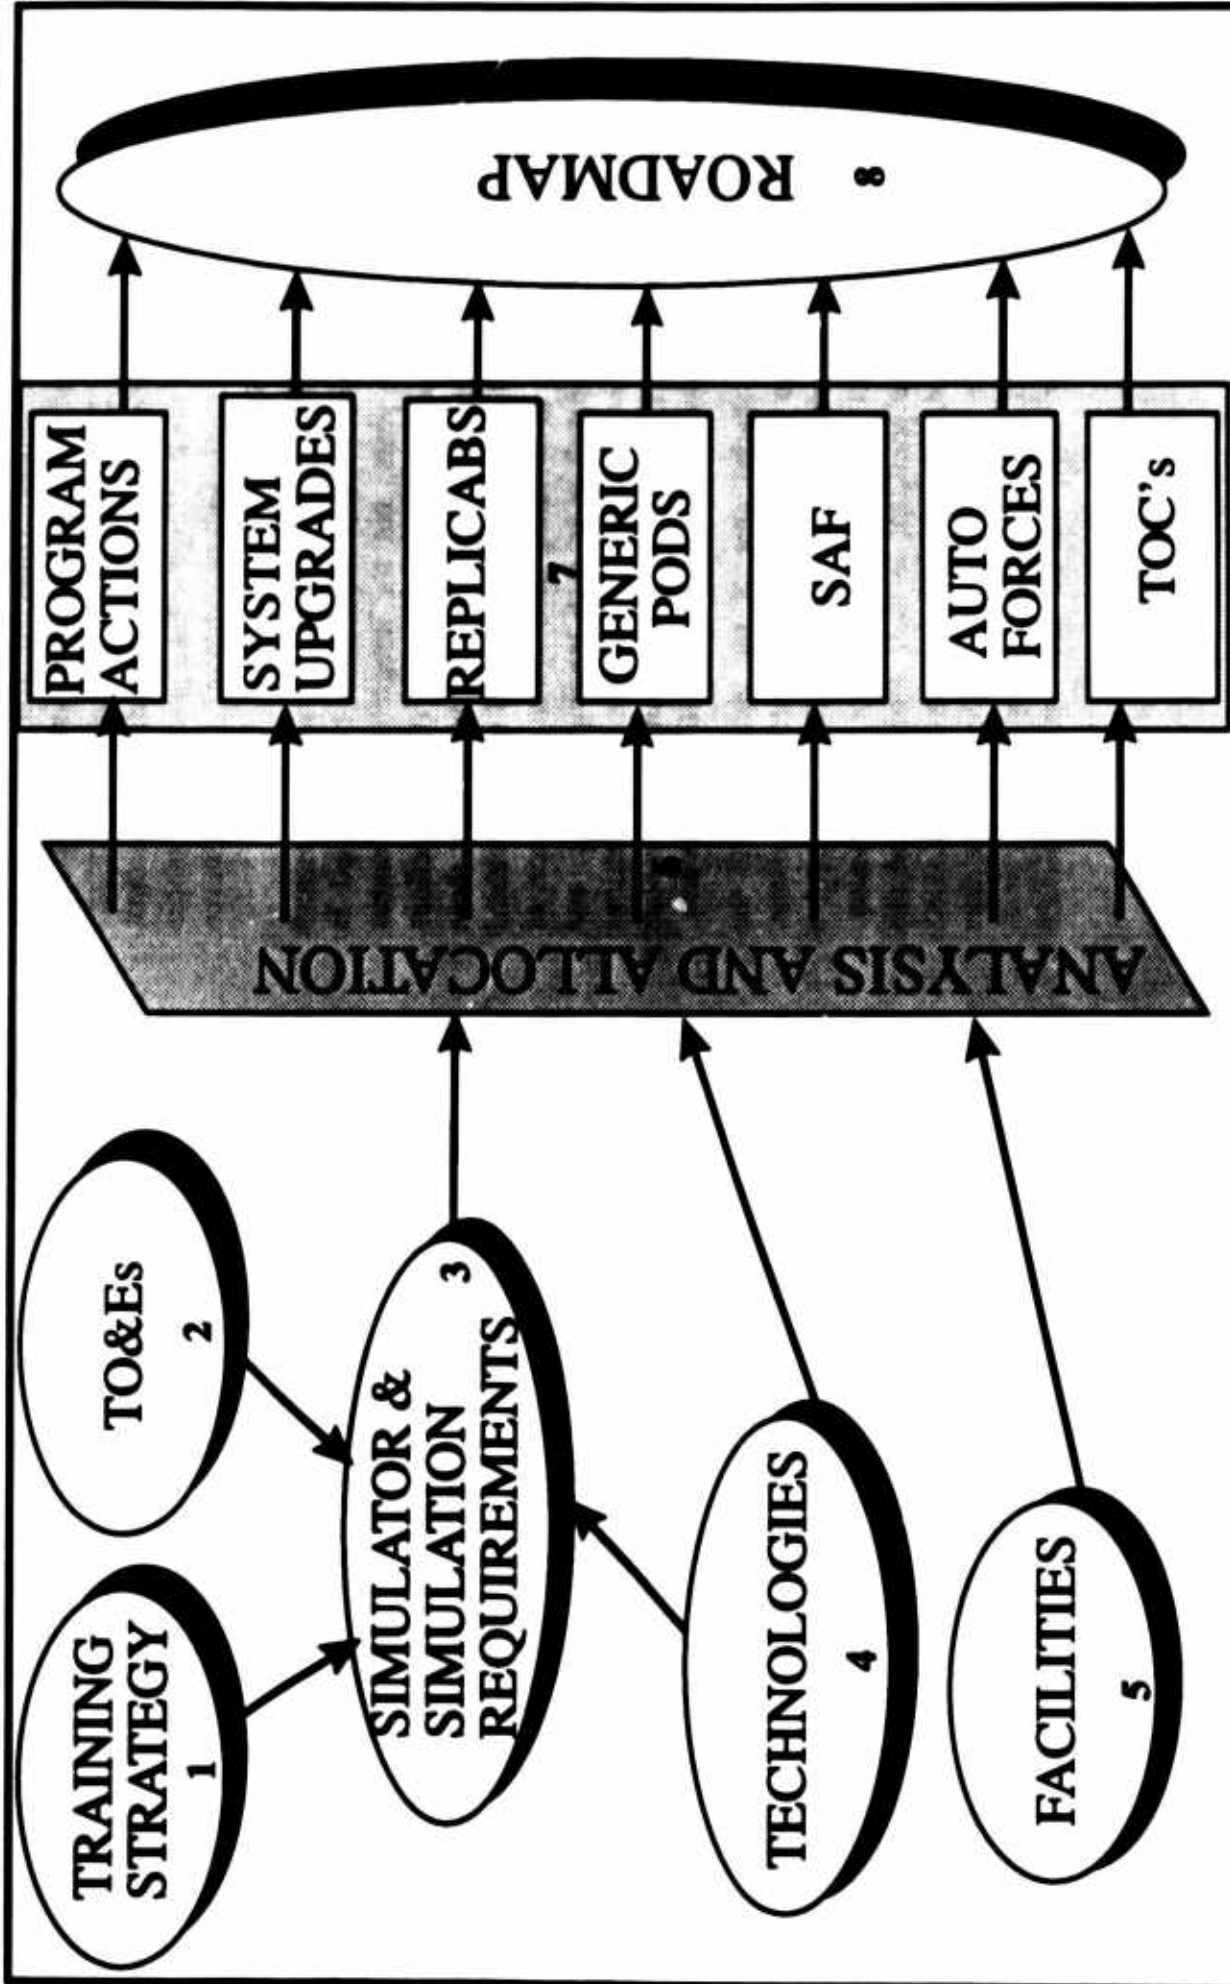 TRAINING
STRATEGY
1
TO&Es
2
SIMULATOR &
SIMULATION
REQUIREMENTS
3
TECHNOLOGIES
4
FACILITIES
5
ANALYSIS AND ALLOCATION
PROGRAM
ACTIONS
SYSTEM
UPGRADES
REPLICABS
7
GENERIC
PODS
SAF
AUTO
FORCES
TOC's
ROADMAP
8